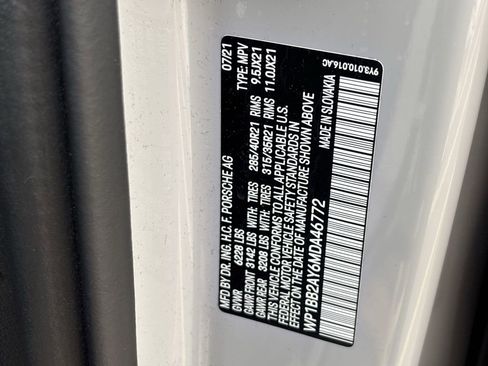 MFD BY DR. ING. H.C. F. PORSCHE AG 07/21
GVWR 6228 LBS TYPE: MPV
GAWR FRONT 3142 LBS WITH: TIRES 285/40R21 RIMS 9.5JX21
GAWR REAR 3208 LBS WITH: TIRES 315/35R21 RIMS 11.0JX21
THIS VEHICLE CONFORMS TO ALL APPLICABLE U.S.
FEDERAL MOTOR VEHICLE SAFETY STANDARDS IN
EFFECT ON THE DATE OF MANUFACTURE SHOWN ABOVE
WP1BB2AY6MDA46772
MADE IN SLOVAKIA
9Y3.010.016.AC